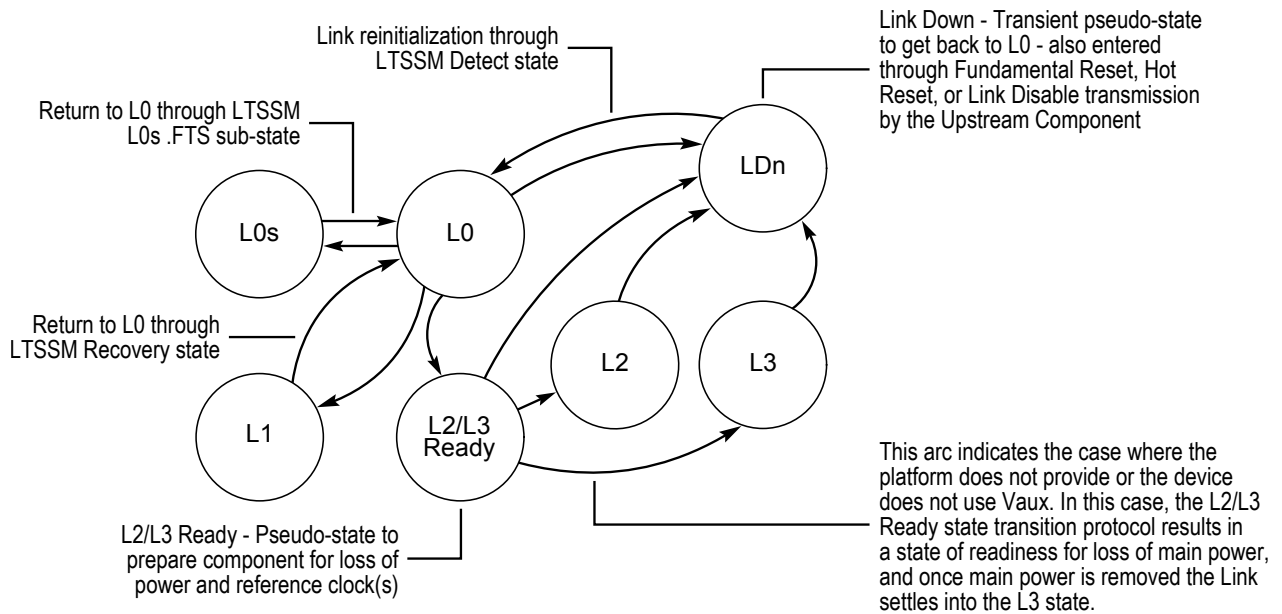 Link Down - Transient pseudo-state
to get back to L0 - also entered
through Fundamental Reset, Hot
Reset, or Link Disable transmission
by the Upstream Component
Link reinitialization through
LTSSM Detect state
Return to L0 through LTSSM
L0s .FTS sub-state
LDn
L0s
L0
Return to L0 through
LTSSM Recovery state
L2
L3
L1
L2/L3
Ready
This arc indicates the case where the
platform does not provide or the device
does not use Vaux. In this case, the L2/L3
Ready state transition protocol results in
a state of readiness for loss of main power,
and once main power is removed the Link
settles into the L3 state.
L2/L3 Ready - Pseudo-state to
prepare component for loss of
power and reference clock(s)